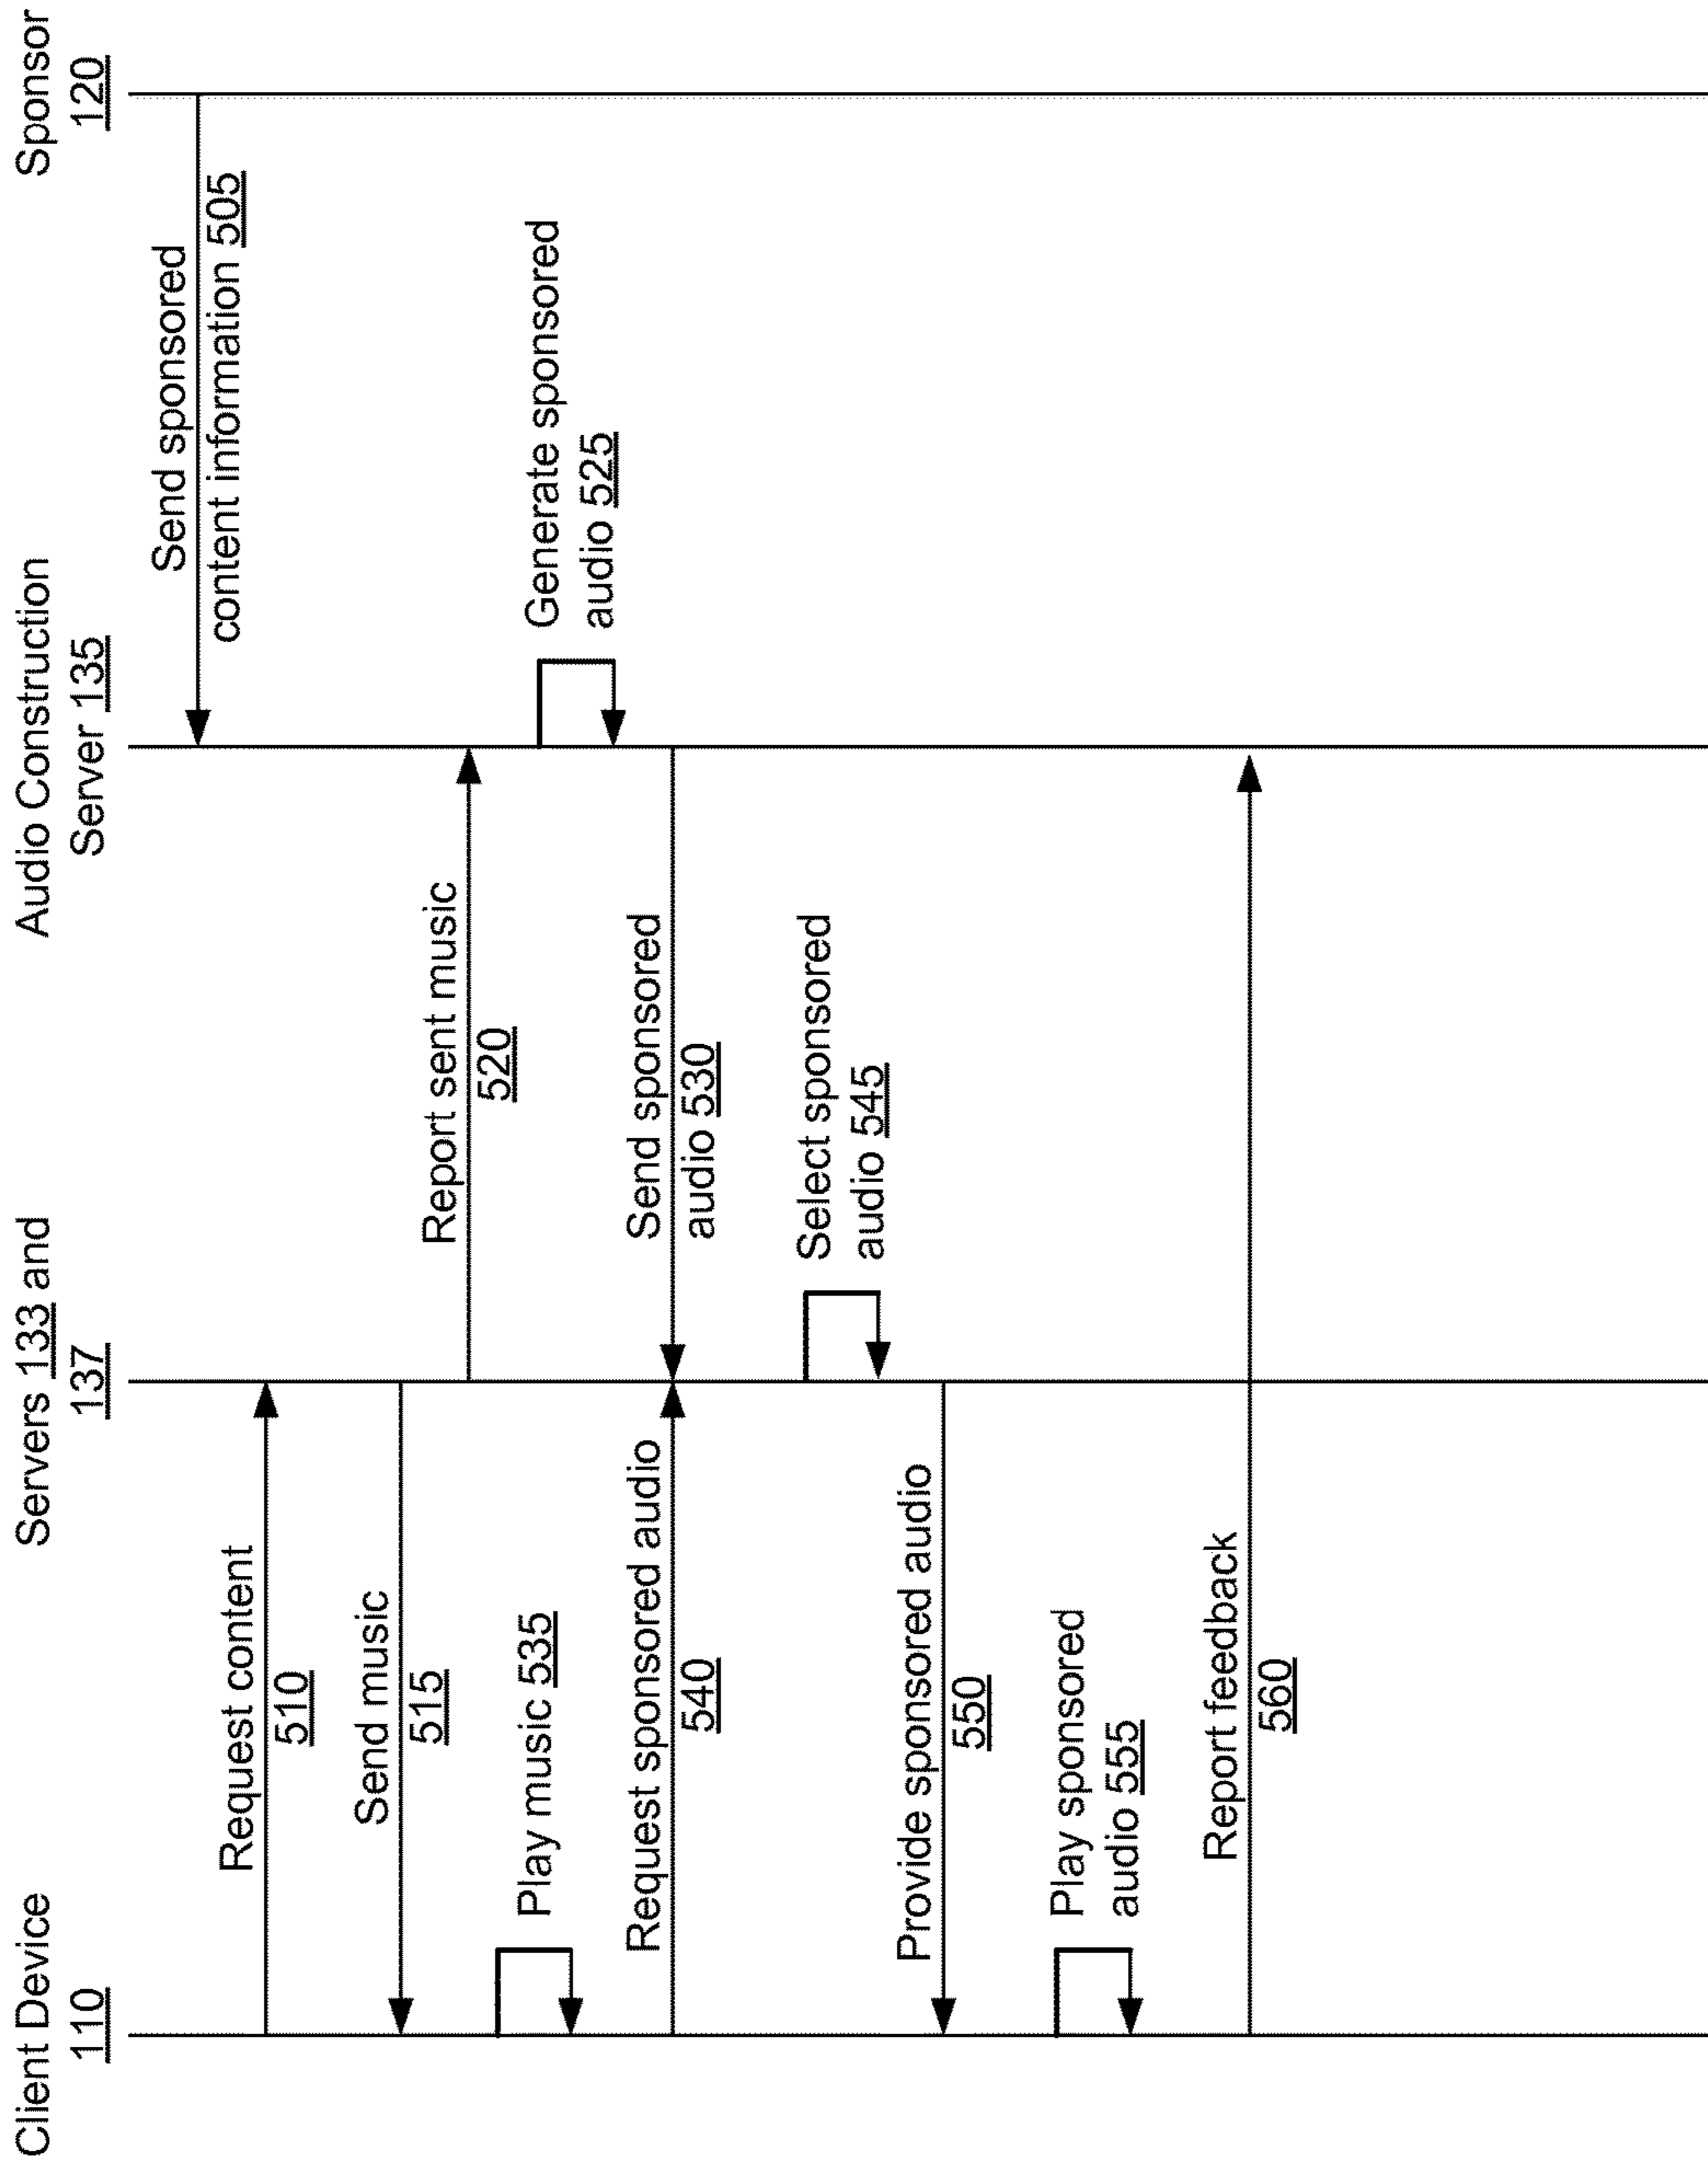 Client Device
110
Servers 133 and
137
Audio Construction
Server 135
Sponsor
120
Send sponsored
content information 505
Request content
510
Send music
515
Report sent music
520
Play music 535
Generate sponsored
audio 525
Request sponsored audio
540
Send sponsored
audio 530
Select sponsored
audio 545
Provide sponsored audio
550
Play sponsored
audio 555
Report feedback
560